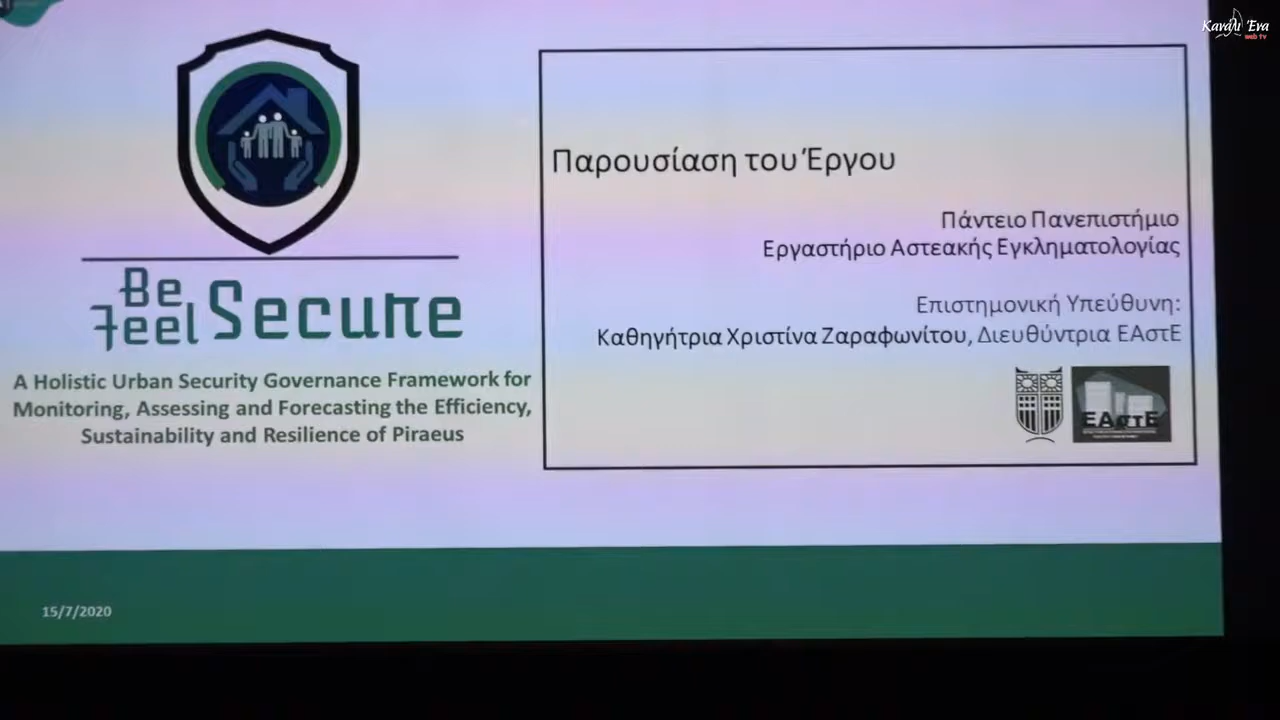 Κανάλι Ένα
web tv
Be
feel Secure
A Holistic Urban Security Governance Framework for
Monitoring, Assessing and Forecasting the Efficiency,
Sustainability and Resilience of Piraeus
Παρουσίαση του Έργου
Πάντειο Πανεπιστήμιο
Εργαστήριο Αστεακής Εγκληματολογίας
Επιστημονική Υπεύθυνη:
Καθηγήτρια Χριστίνα Ζαραφωνίτου, Διευθύντρια ΕΑστΕ
ΕΑστΕ
15/7/2020